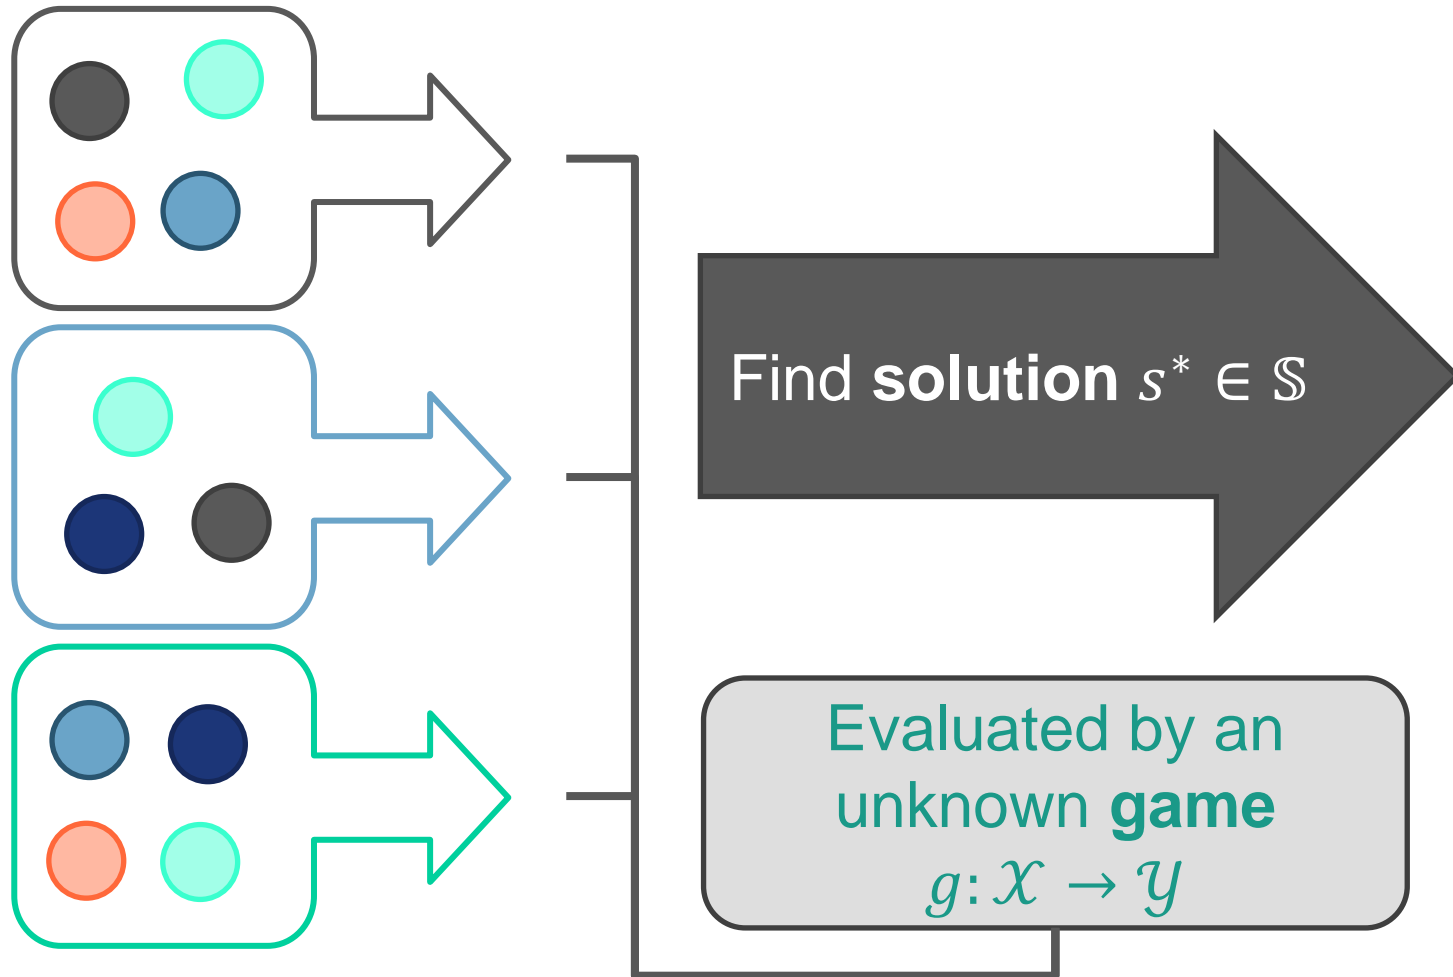 Find solution s* ∈ 𝕊
Evaluated by an
unknown game
g: 𝒳 → 𝒴